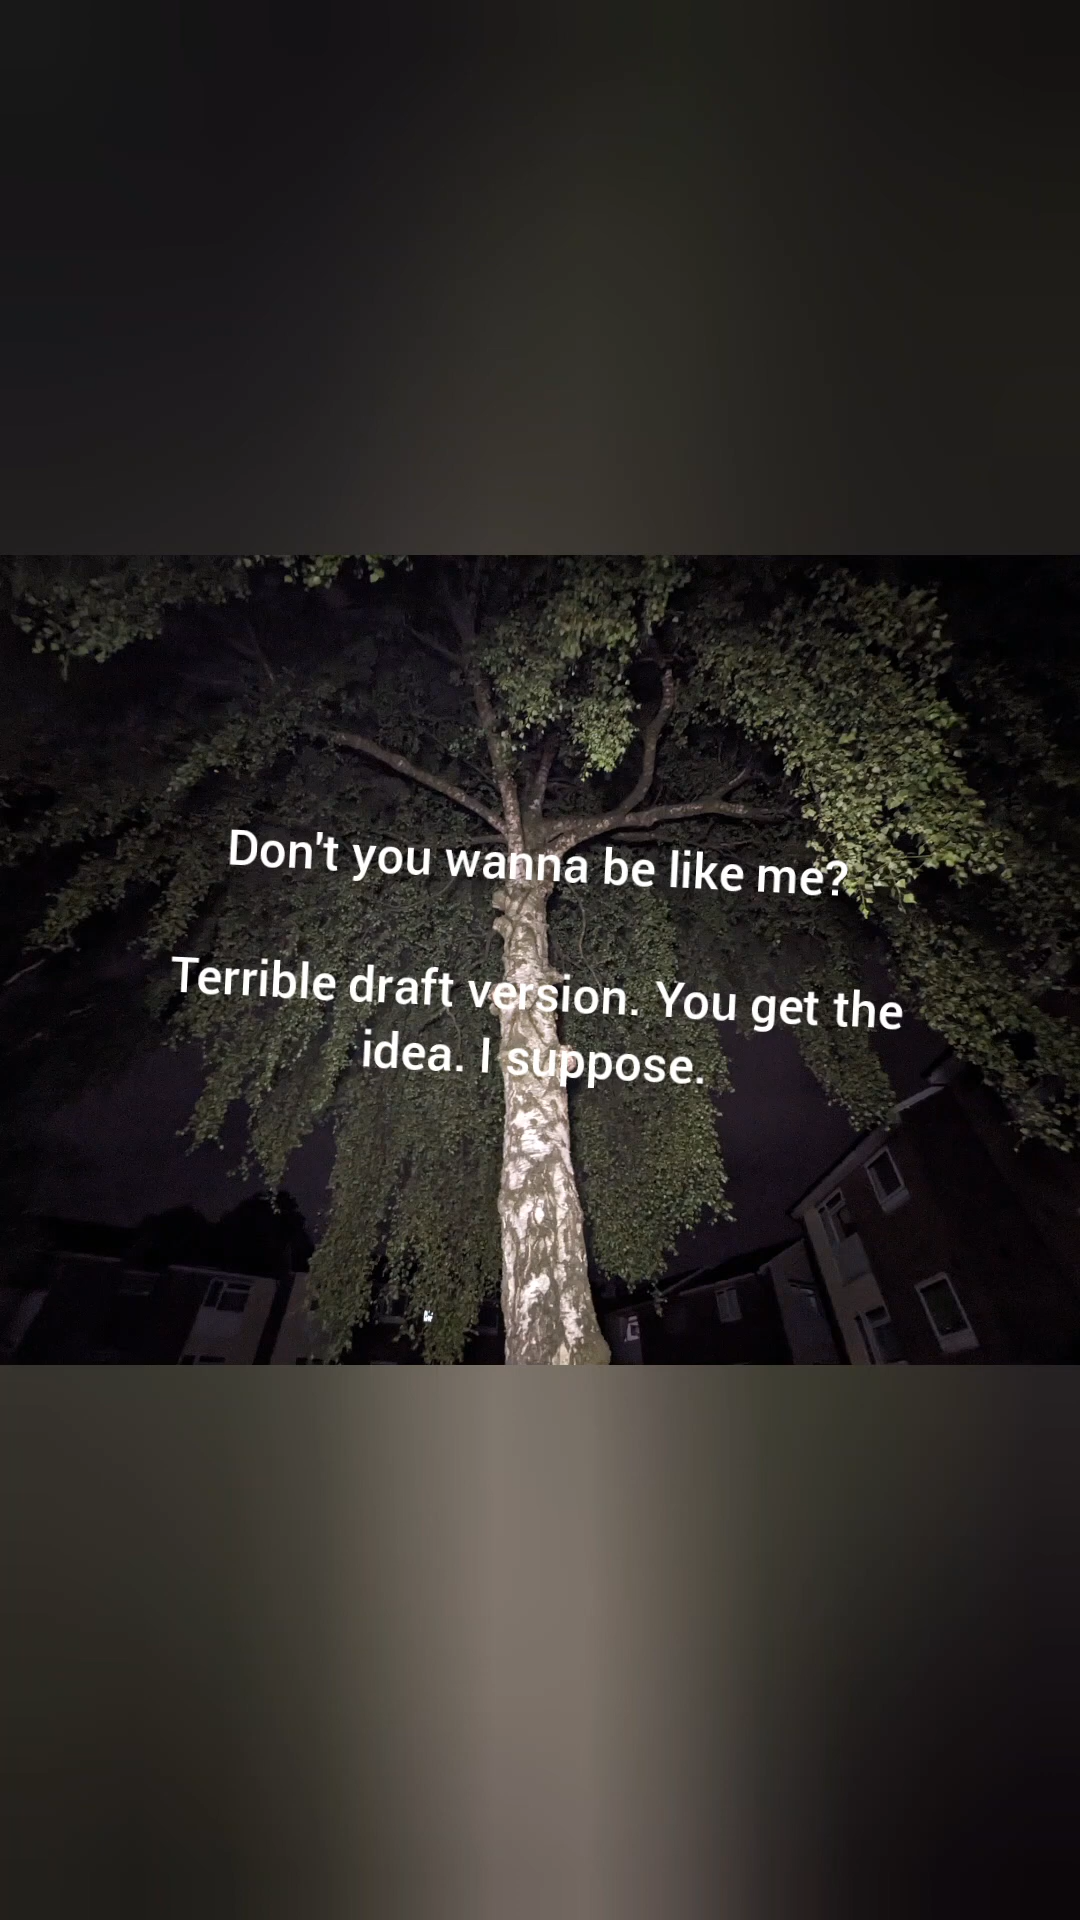 Don't you wanna be like me?
Terrible draft version. You get the
idea. I suppose.